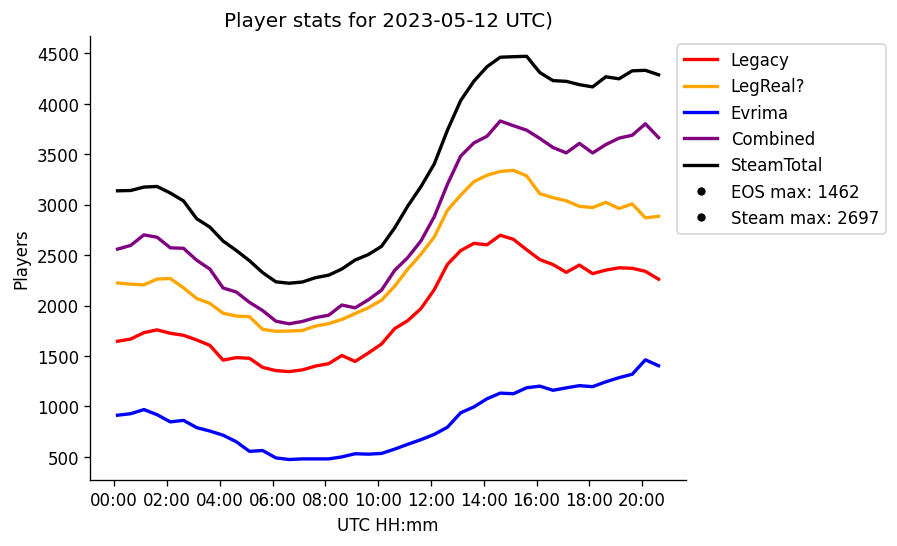 Player stats for 2023-05-12 UTC)
Players
4500
4000
3500
3000
2500
2000
1500
1000
500
00:00 02:00 04:00 06:00 08:00 10:00 12:00 14:00 16:00 18:00 20:00
UTC HH:mm
Legacy
LegReal?
Evrima
Combined
SteamTotal
EOS max: 1462
Steam max: 2697